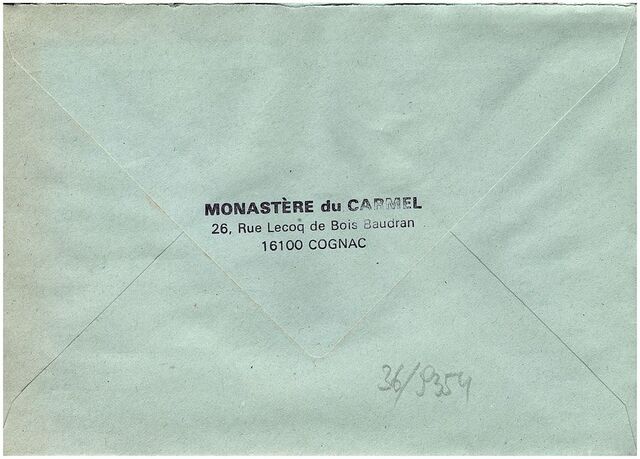 MONASTÈRE du CARMEL
26, Rue Lecoq de Bois Baudran
16100 COGNAC
36/9354